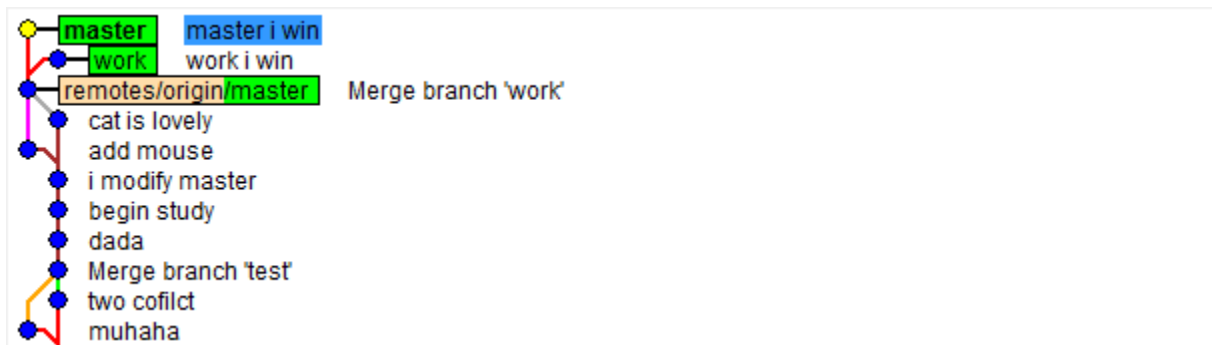 master master i win
work work i win
remotes/origin/master Merge branch 'work'
cat is lovely
add mouse
i modify master
begin study
dada
Merge branch 'test'
two cofilct
muhaha